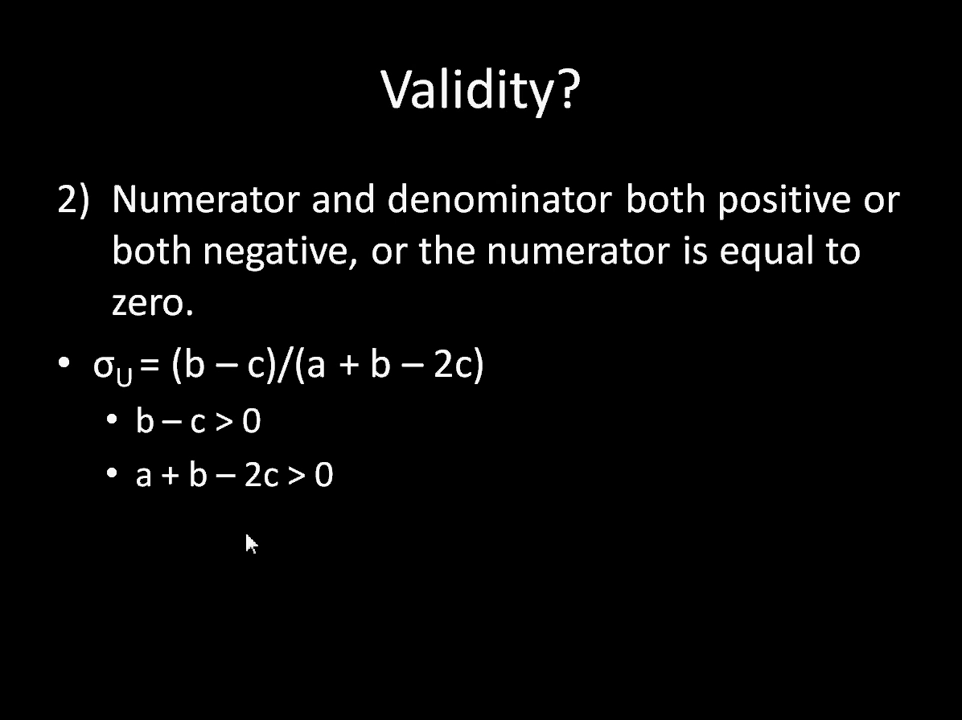 Validity?
2) Numerator and denominator both positive or
both negative, or the numerator is equal to
zero.
• σU = (b – c)/(a + b – 2c)
• b – c > 0
• a + b – 2c > 0